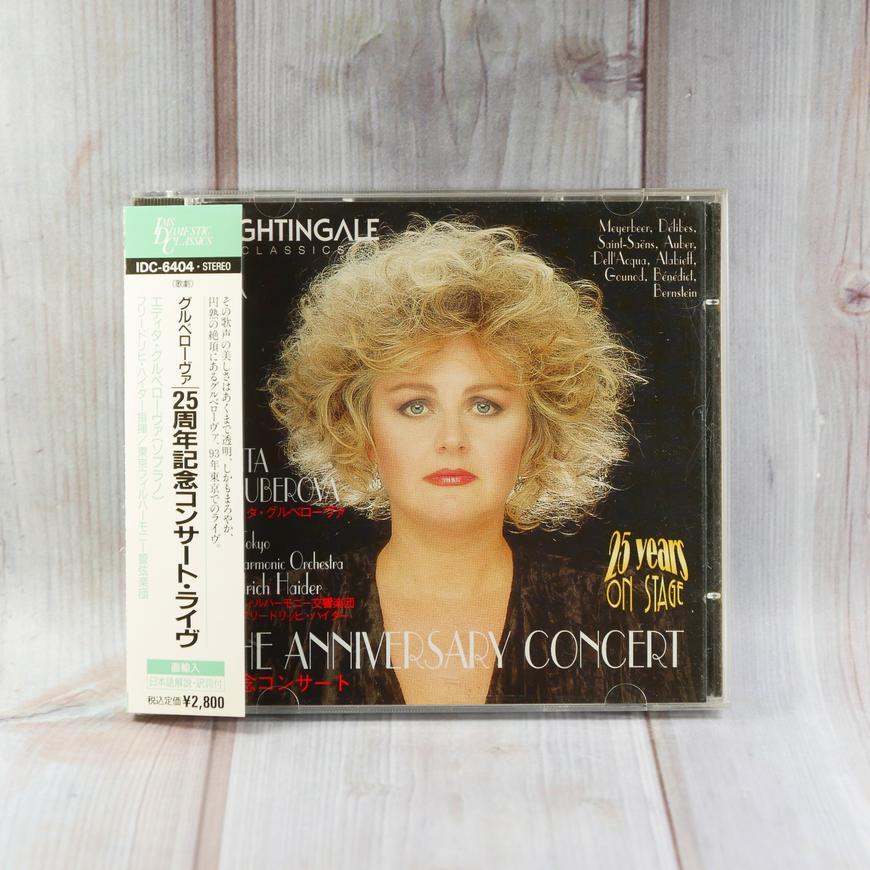 IMS
DOMESTIC
CLASSICS
IDC-6404・STEREO
(歌劇)
グルベローヴァ 25周年記念コンサート・ライヴ
その歌声の美しさはあくまで透明、しかもまろやか、
円熟の絶頂にあるグルベローヴァ、93年東京でのライヴ。
エディタ・グルベローヴァ(ソプラノ)
フリードリヒ・ハイダー指揮/東京フィルハーモニー管弦楽団
直輸入
日本語解説・訳詞付
税込定価¥2,800
GHTINGALE
CLASSICS
Meyerbeer, Délibes,
Saint-Saëns, Auber,
Dell'Acqua, Alabieff,
Gounod, Bénédict,
Bernstein
TA
UBEROVA
タ・グルベローヴァ
Tokyo
armonic Orchestra
rich Haider
ィルハーモニー交響楽団
フリードリッヒ・ハイダー
25 years
ON STAGE
HE ANNIVERSARY CONCERT
念コンサート